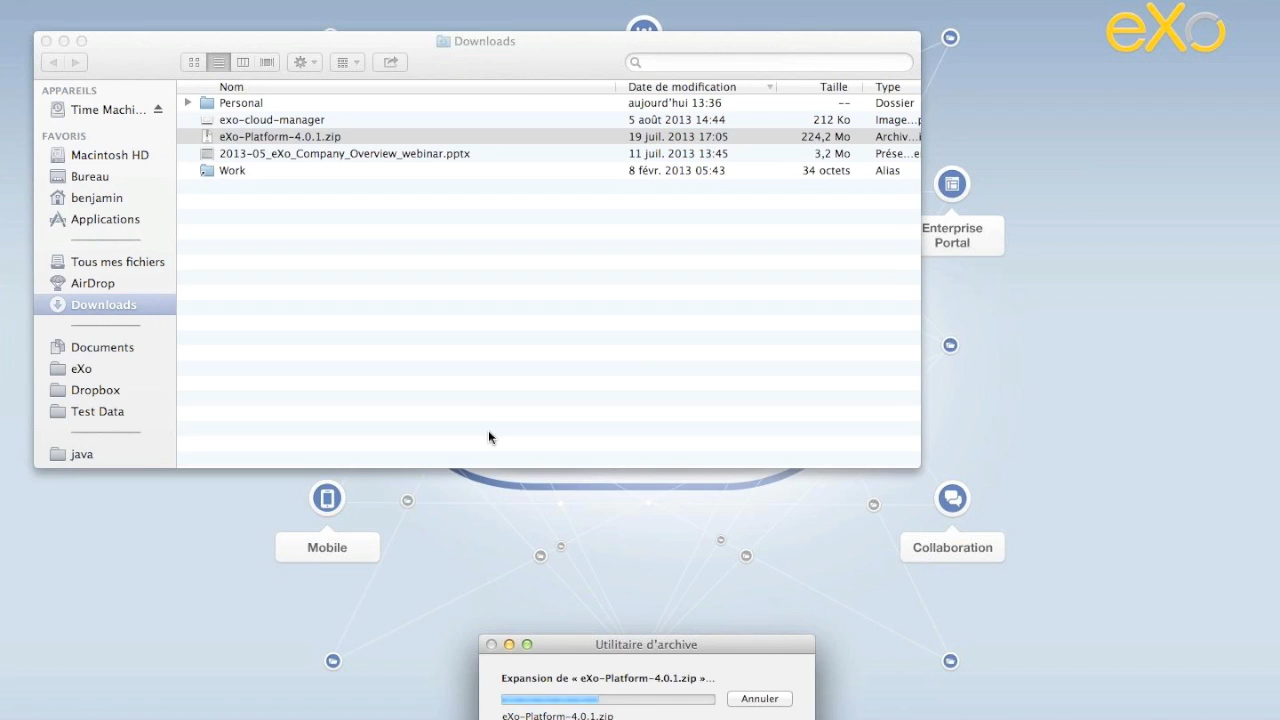 eXo
Downloads
Nom Date de modification Taille Type
Personal aujourd'hui 13:36 -- Dossier
exo-cloud-manager 5 août 2013 14:44 212 Ko Image...p
eXo-Platform-4.0.1.zip 19 juil. 2013 17:05 224,2 Mo Archiv...i
2013-05_eXo_Company_Overview_webinar.pptx 11 juil. 2013 13:45 3,2 Mo Prése...e
Work 8 févr. 2013 05:43 34 octets Alias
APPAREILS
Time Machi...
FAVORIS
Macintosh HD
Bureau
benjamin
Applications
Tous mes fichiers
AirDrop
Downloads
Documents
eXo
Dropbox
Test Data
java
Enterprise
Portal
Mobile
Collaboration
Utilitaire d'archive
Expansion de « eXo-Platform-4.0.1.zip »...
Annuler
eXo-Platform-4.0.1.zip